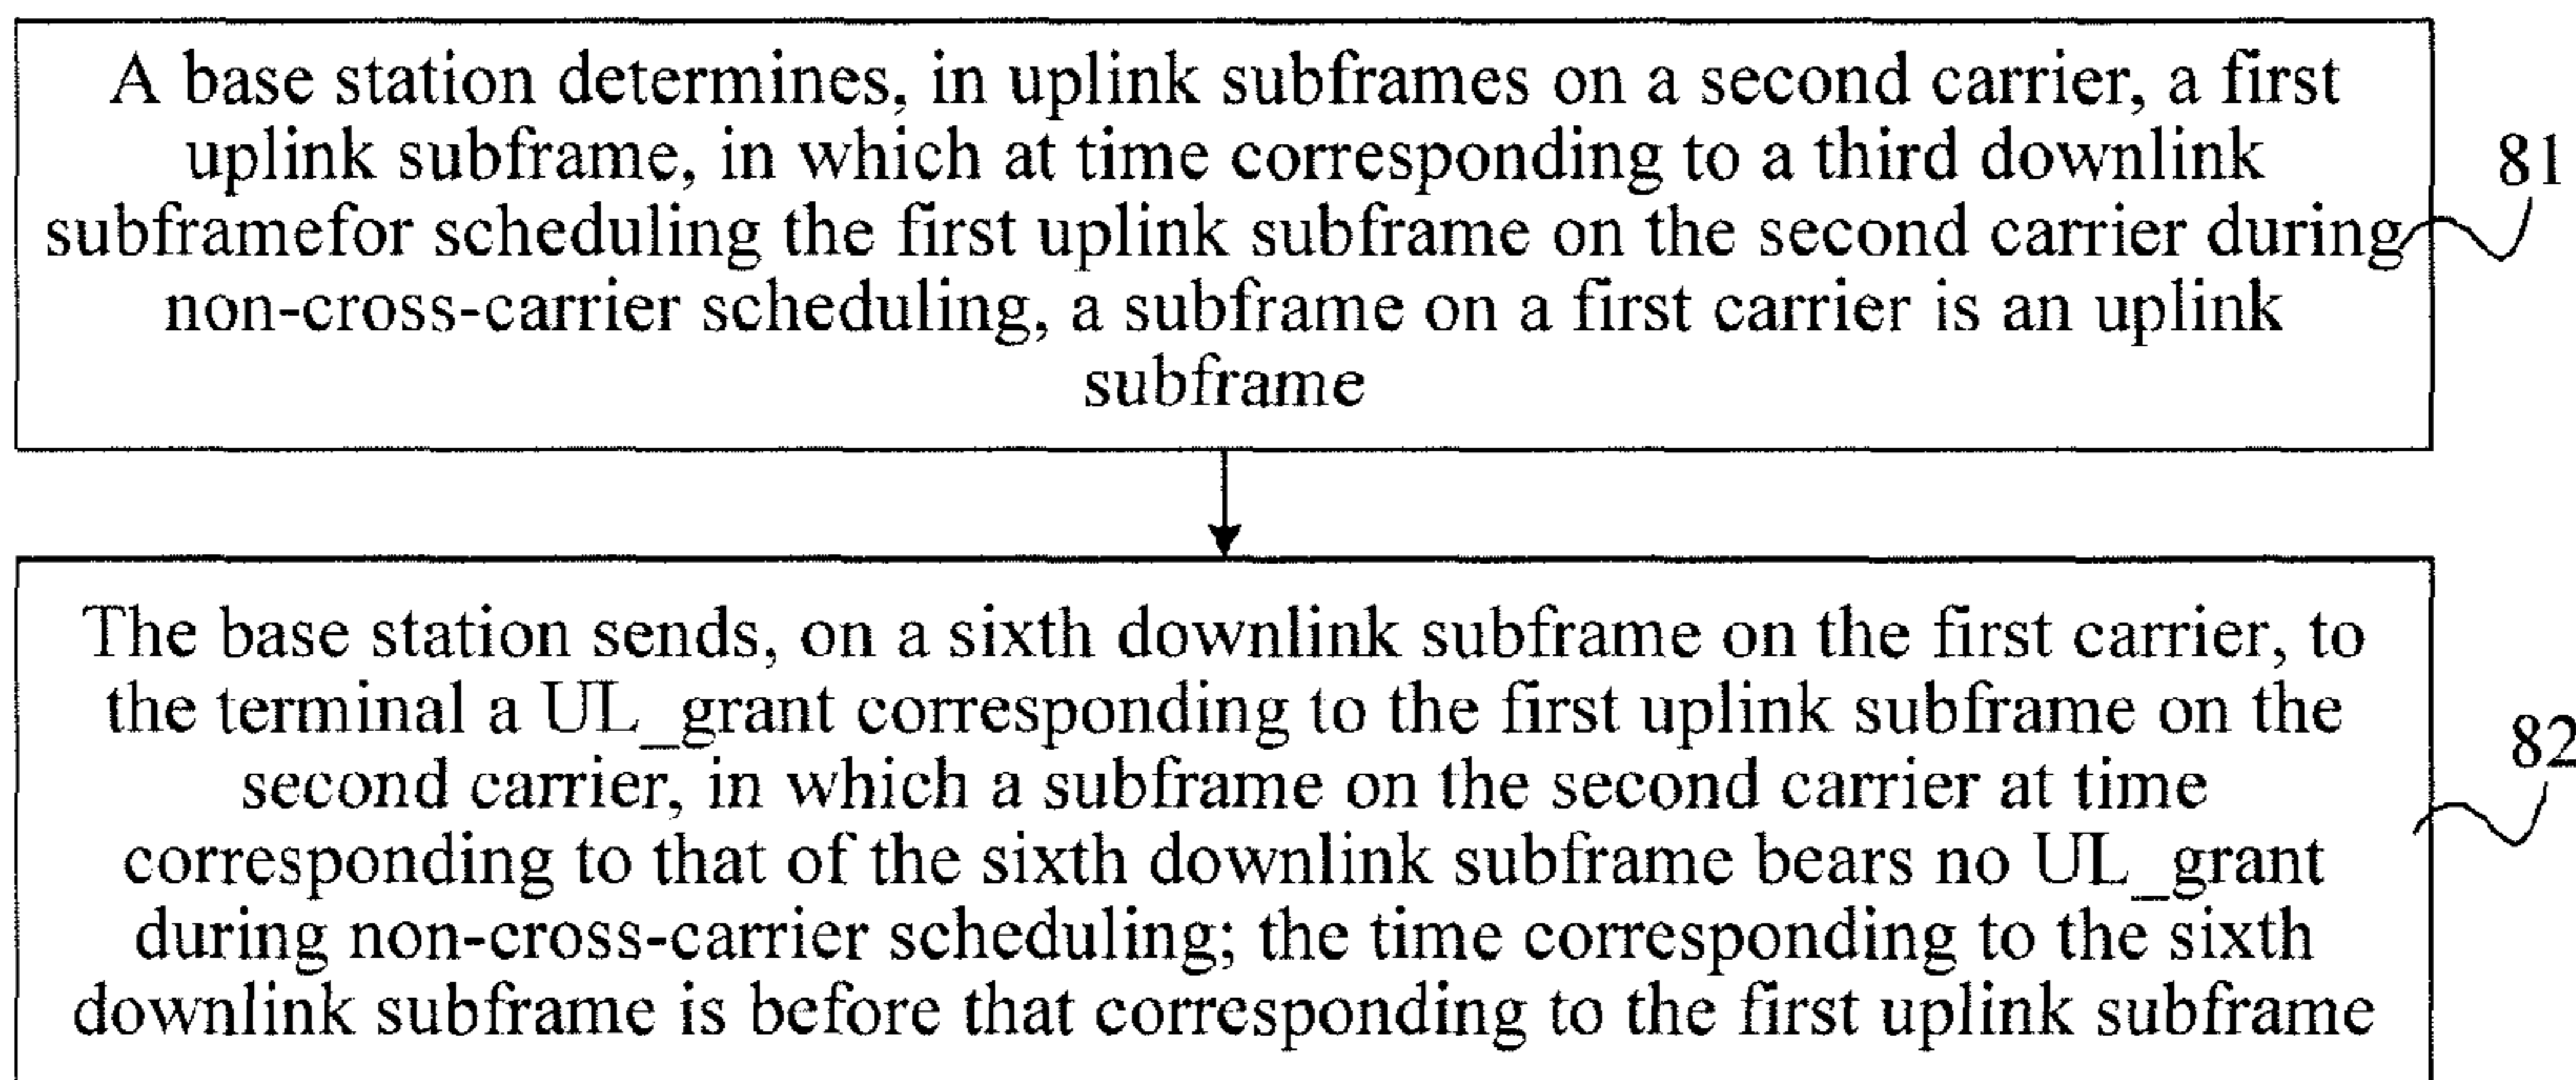 A base station determines, in uplink subframes on a second carrier, a first
uplink subframe, in which at time corresponding to a third downlink
subframefor scheduling the first uplink subframe on the second carrier during
non-cross-carrier scheduling, a subframe on a first carrier is an uplink
subframe
81
The base station sends, on a sixth downlink subframe on the first carrier, to
the terminal a UL_grant corresponding to the first uplink subframe on the
second carrier, in which a subframe on the second carrier at time
corresponding to that of the sixth downlink subframe bears no UL_grant
during non-cross-carrier scheduling; the time corresponding to the sixth
downlink subframe is before that corresponding to the first uplink subframe
82